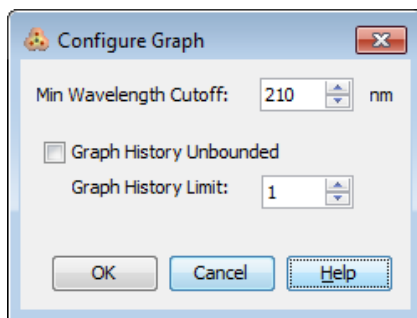 Configure Graph
Min Wavelength Cutoff: 210 nm
Graph History Unbounded
Graph History Limit: 1
OK Cancel Help